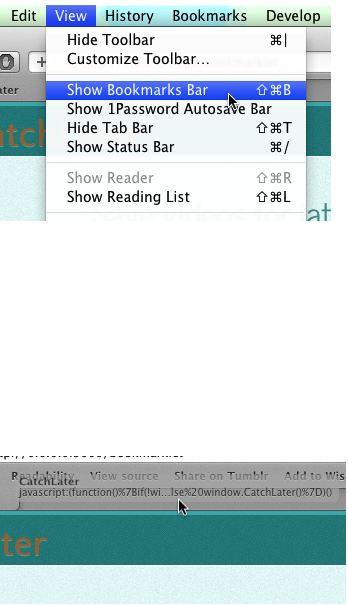 Edit View History Bookmarks Develop
Hide Toolbar ⌘|
Customize Toolbar...
ater
Show Bookmarks Bar ⇧⌘B
Show 1Password Autosave Bar
Hide Tab Bar ⇧⌘T
Show Status Bar ⌘/
Show Reader ⇧⌘R
Show Reading List ⇧⌘L
Readability View source Share on Tumblr Add to Wis
CatchLater
javascript:(function()%7Bif(!wi...lse%20window.CatchLater()%7D)()
ter